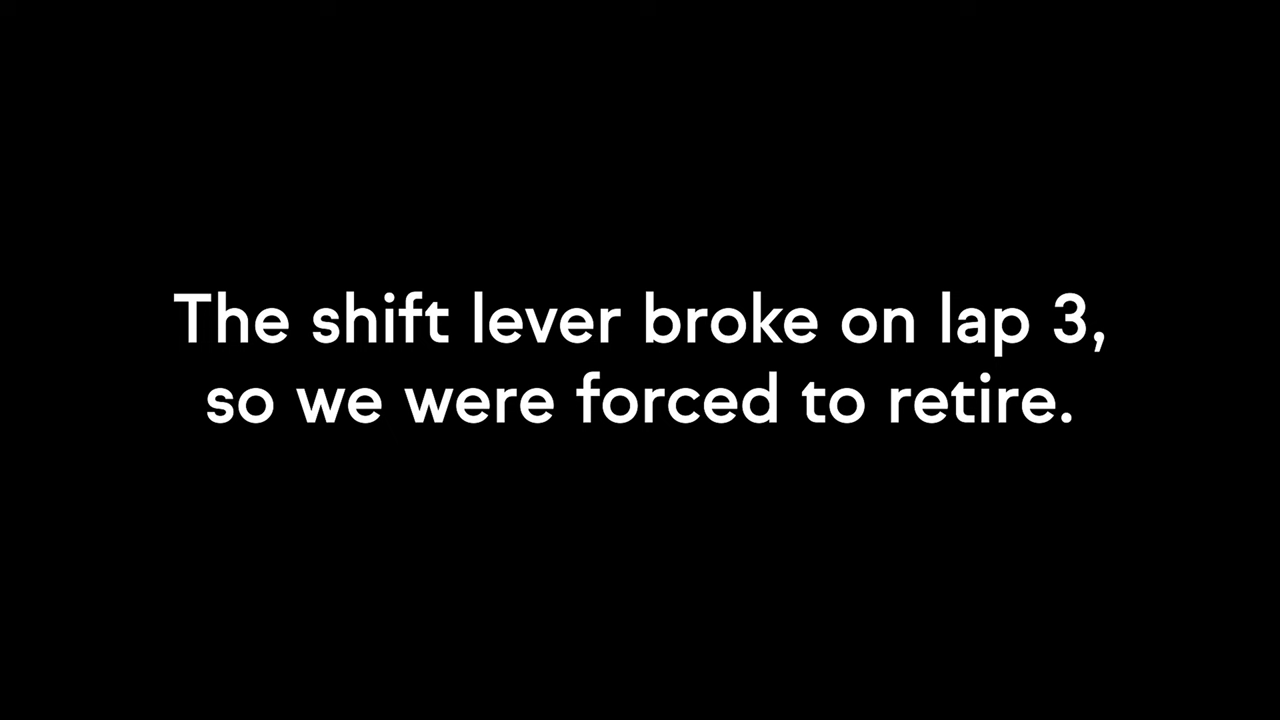 The shift lever broke on lap 3,
so we were forced to retire.